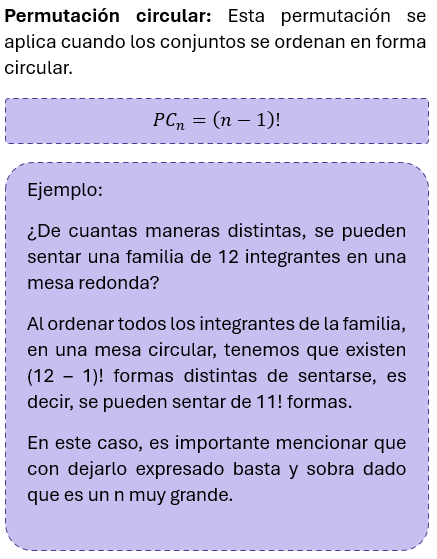 Permutación circular: Esta permutación se
aplica cuando los conjuntos se ordenan en forma
circular.
PCₙ = (n − 1)!
Ejemplo:
¿De cuantas maneras distintas, se pueden
sentar una familia de 12 integrantes en una
mesa redonda?
Al ordenar todos los integrantes de la familia,
en una mesa circular, tenemos que existen
(12 – 1)! formas distintas de sentarse, es
decir, se pueden sentar de 11! formas.
En este caso, es importante mencionar que
con dejarlo expresado basta y sobra dado
que es un n muy grande.